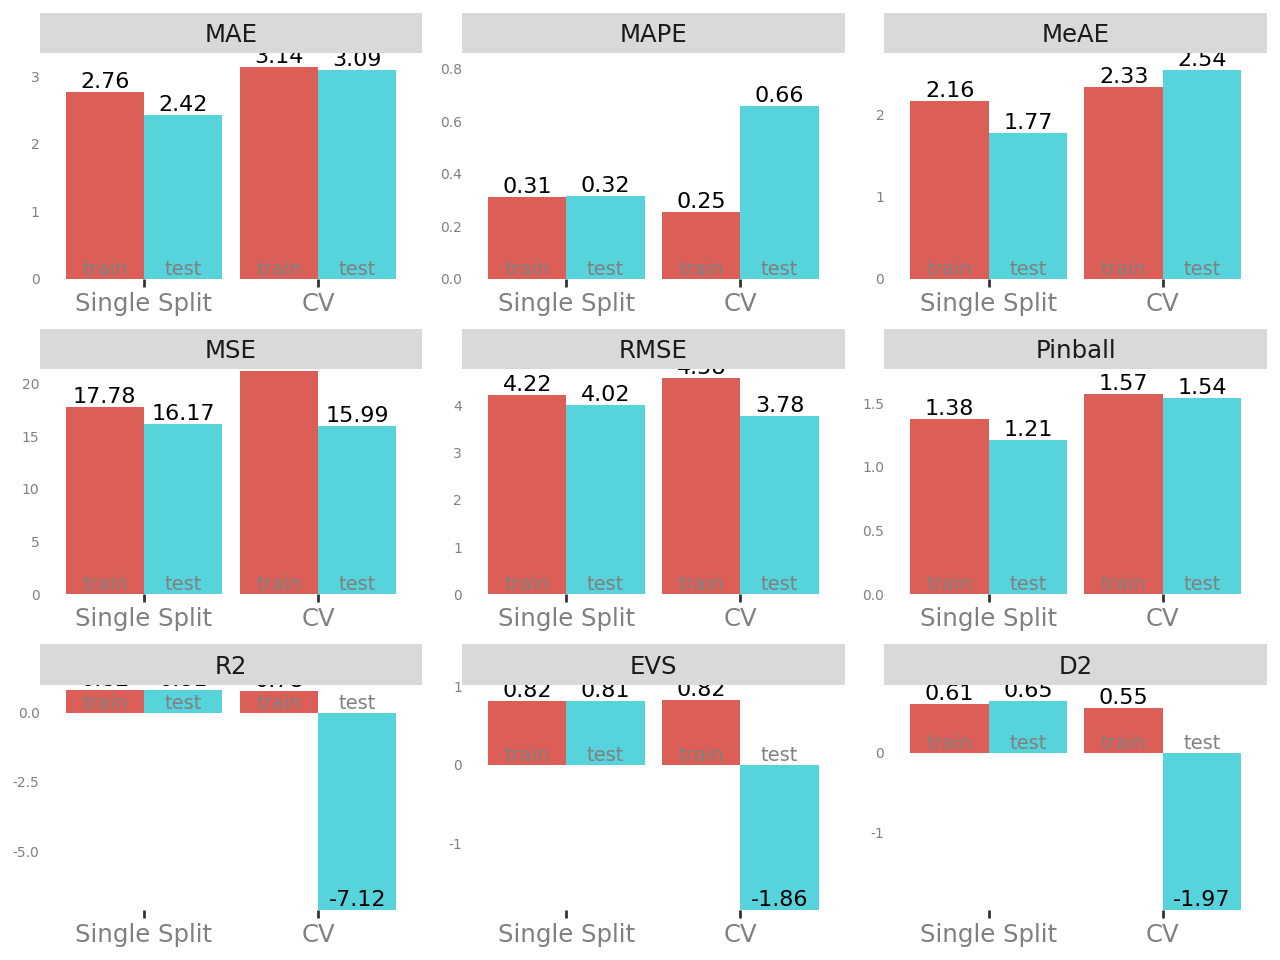 MAE
3.14
3.09
3
2.76
2.42
2
1
train test train test
0
Single Split CV
MAPE
0.8
0.66
0.6
0.4
0.31 0.32 0.25
0.2
train test train test
0.0
Single Split CV
MeAE
2.54
2.33
2.16
2
1.77
1
train test train test
0
Single Split CV
MSE
20
17.78
16.17 15.99
15
10
5
train test train test
0
Single Split CV
RMSE
4.58
4.22
4.02
3.78
4
3
2
1
train test train test
0
Single Split CV
Pinball
1.57 1.54
1.5
1.38
1.21
1.0
0.5
train test train test
0.0
Single Split CV
R2
train test train test
0.0
-2.5
-5.0
-7.12
Single Split CV
EVS
0.82 0.81 0.82
1
train test train test
0
-1
-1.86
Single Split CV
D2
0.61 0.65 0.55
train test train test
0
-1
-1.97
Single Split CV